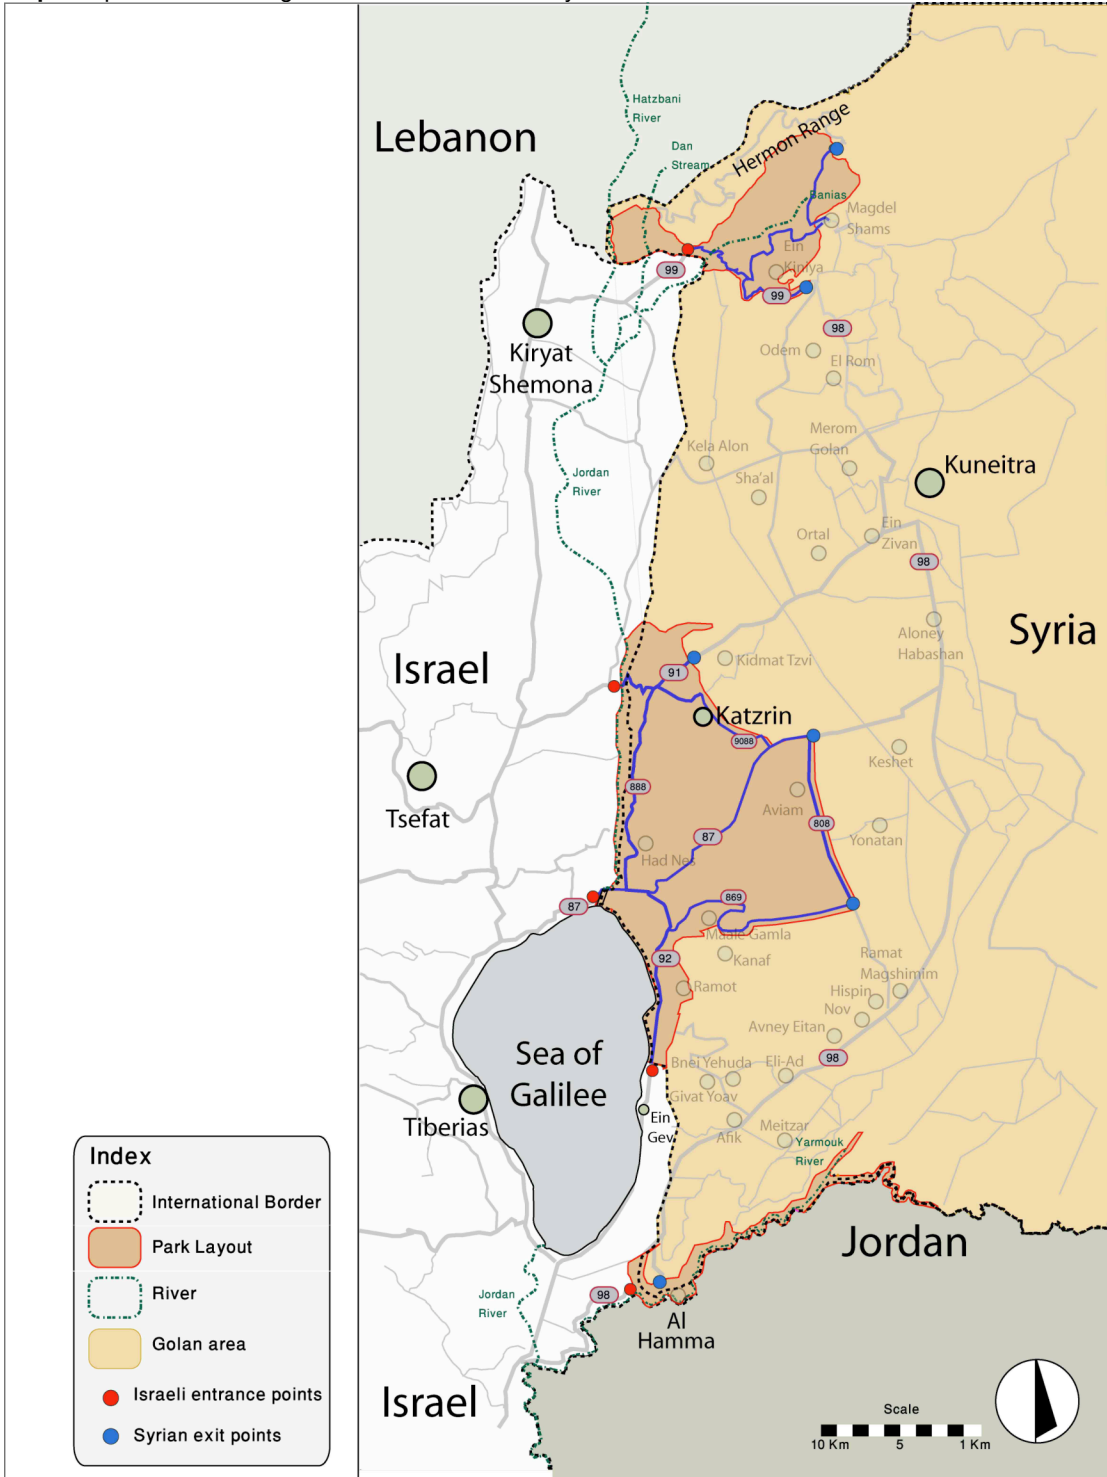 Hatzbani
River
Lebanon
Dan
Stream
Hermon Range
Banias
Magdel
Shams
Ein
Kiniya
99
99
98
Kiryat
Shemona
Odem
El Rom
Merom
Golan
Kela Alon
Kuneitra
Sha'al
Jordan
River
Ortal
Ein
Zivan
98
Aloney
Habashan
Syria
Israel
Kidmat Tzvi
91
Katzrin
9088
Keshet
888
Aviam
808
Yonatan
Tsefat
87
Had Nes
869
87
Maale Gamla
92
Kanaf
Ramat
Magshimim
Ramot
Hispin
Nov
Avney Eitan
98
Sea of
Galilee
Bnei Yehuda
Eli-Ad
Givat Yoav
Tiberias
Ein
Gev
Afik
Meitzar
Yarmouk
River
Jordan
98
Jordan
River
Al
Hamma
Israel
Index
International Border
Park Layout
River
Golan area
Israeli entrance points
Syrian exit points
Scale
10 Km 5 1 Km